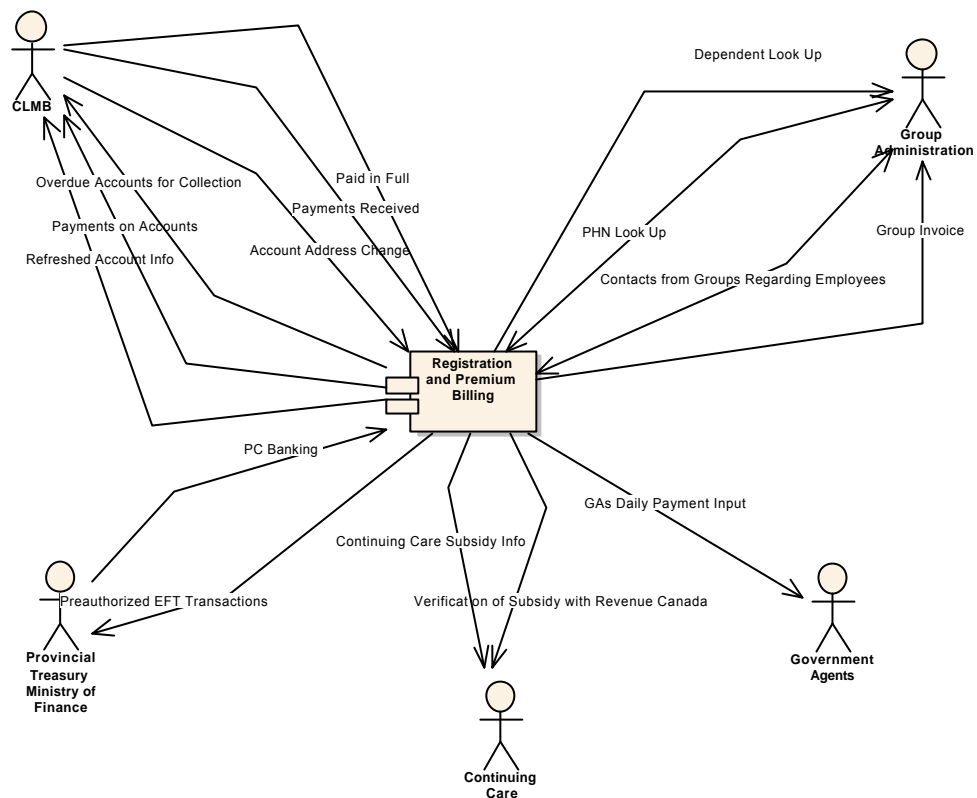 Dependent Look Up
CLMB
Group
Administration
Overdue Accounts for Collection
Paid in Full
Payments Received
Payments on Accounts
PHN Look Up
Group Invoice
Account Address Change
Refreshed Account Info
Contacts from Groups Regarding Employees
Registration
and Premium
Billing
PC Banking
GAs Daily Payment Input
Continuing Care Subsidy Info
Preauthorized EFT Transactions
Verification of Subsidy with Revenue Canada
Provincial
Treasury
Ministry of
Finance
Government
Agents
Continuing
Care